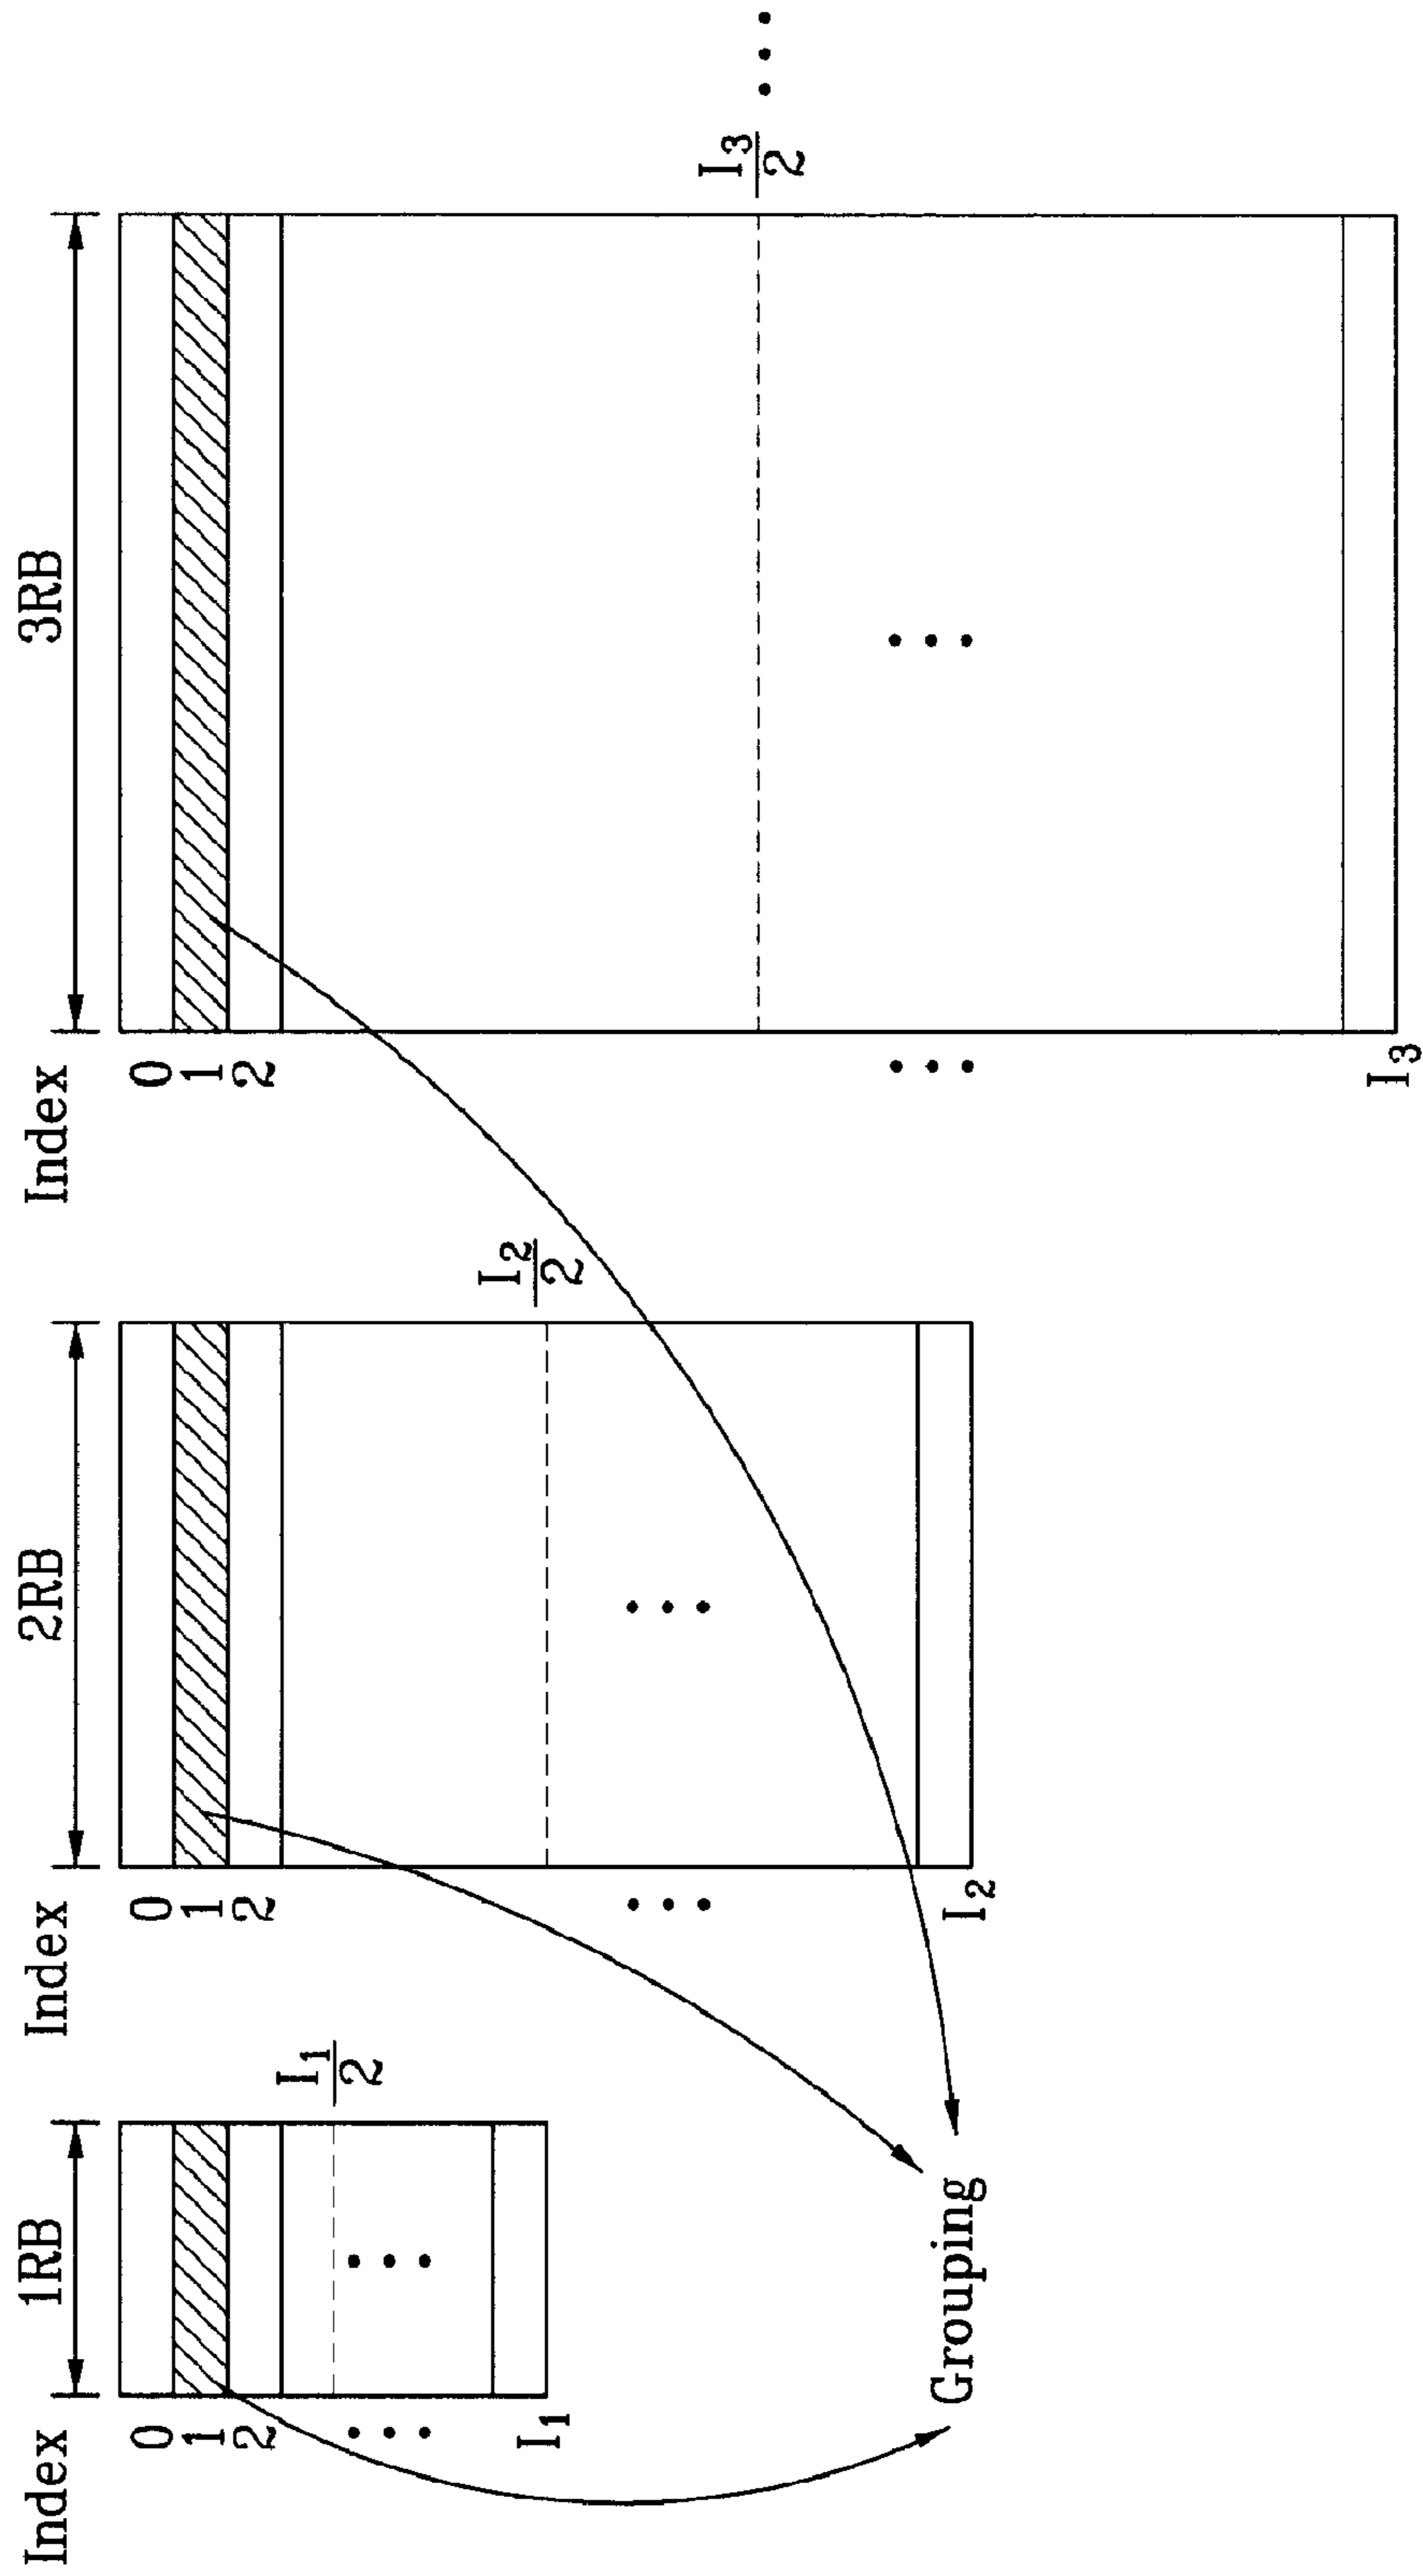 Index
1RB
0
1
2
...
I₁
I₁/2
...
Index
2RB
0
1
2
...
I₂
I₂/2
...
Index
3RB
0
1
2
...
I₃
I₃/2
...
...
Grouping